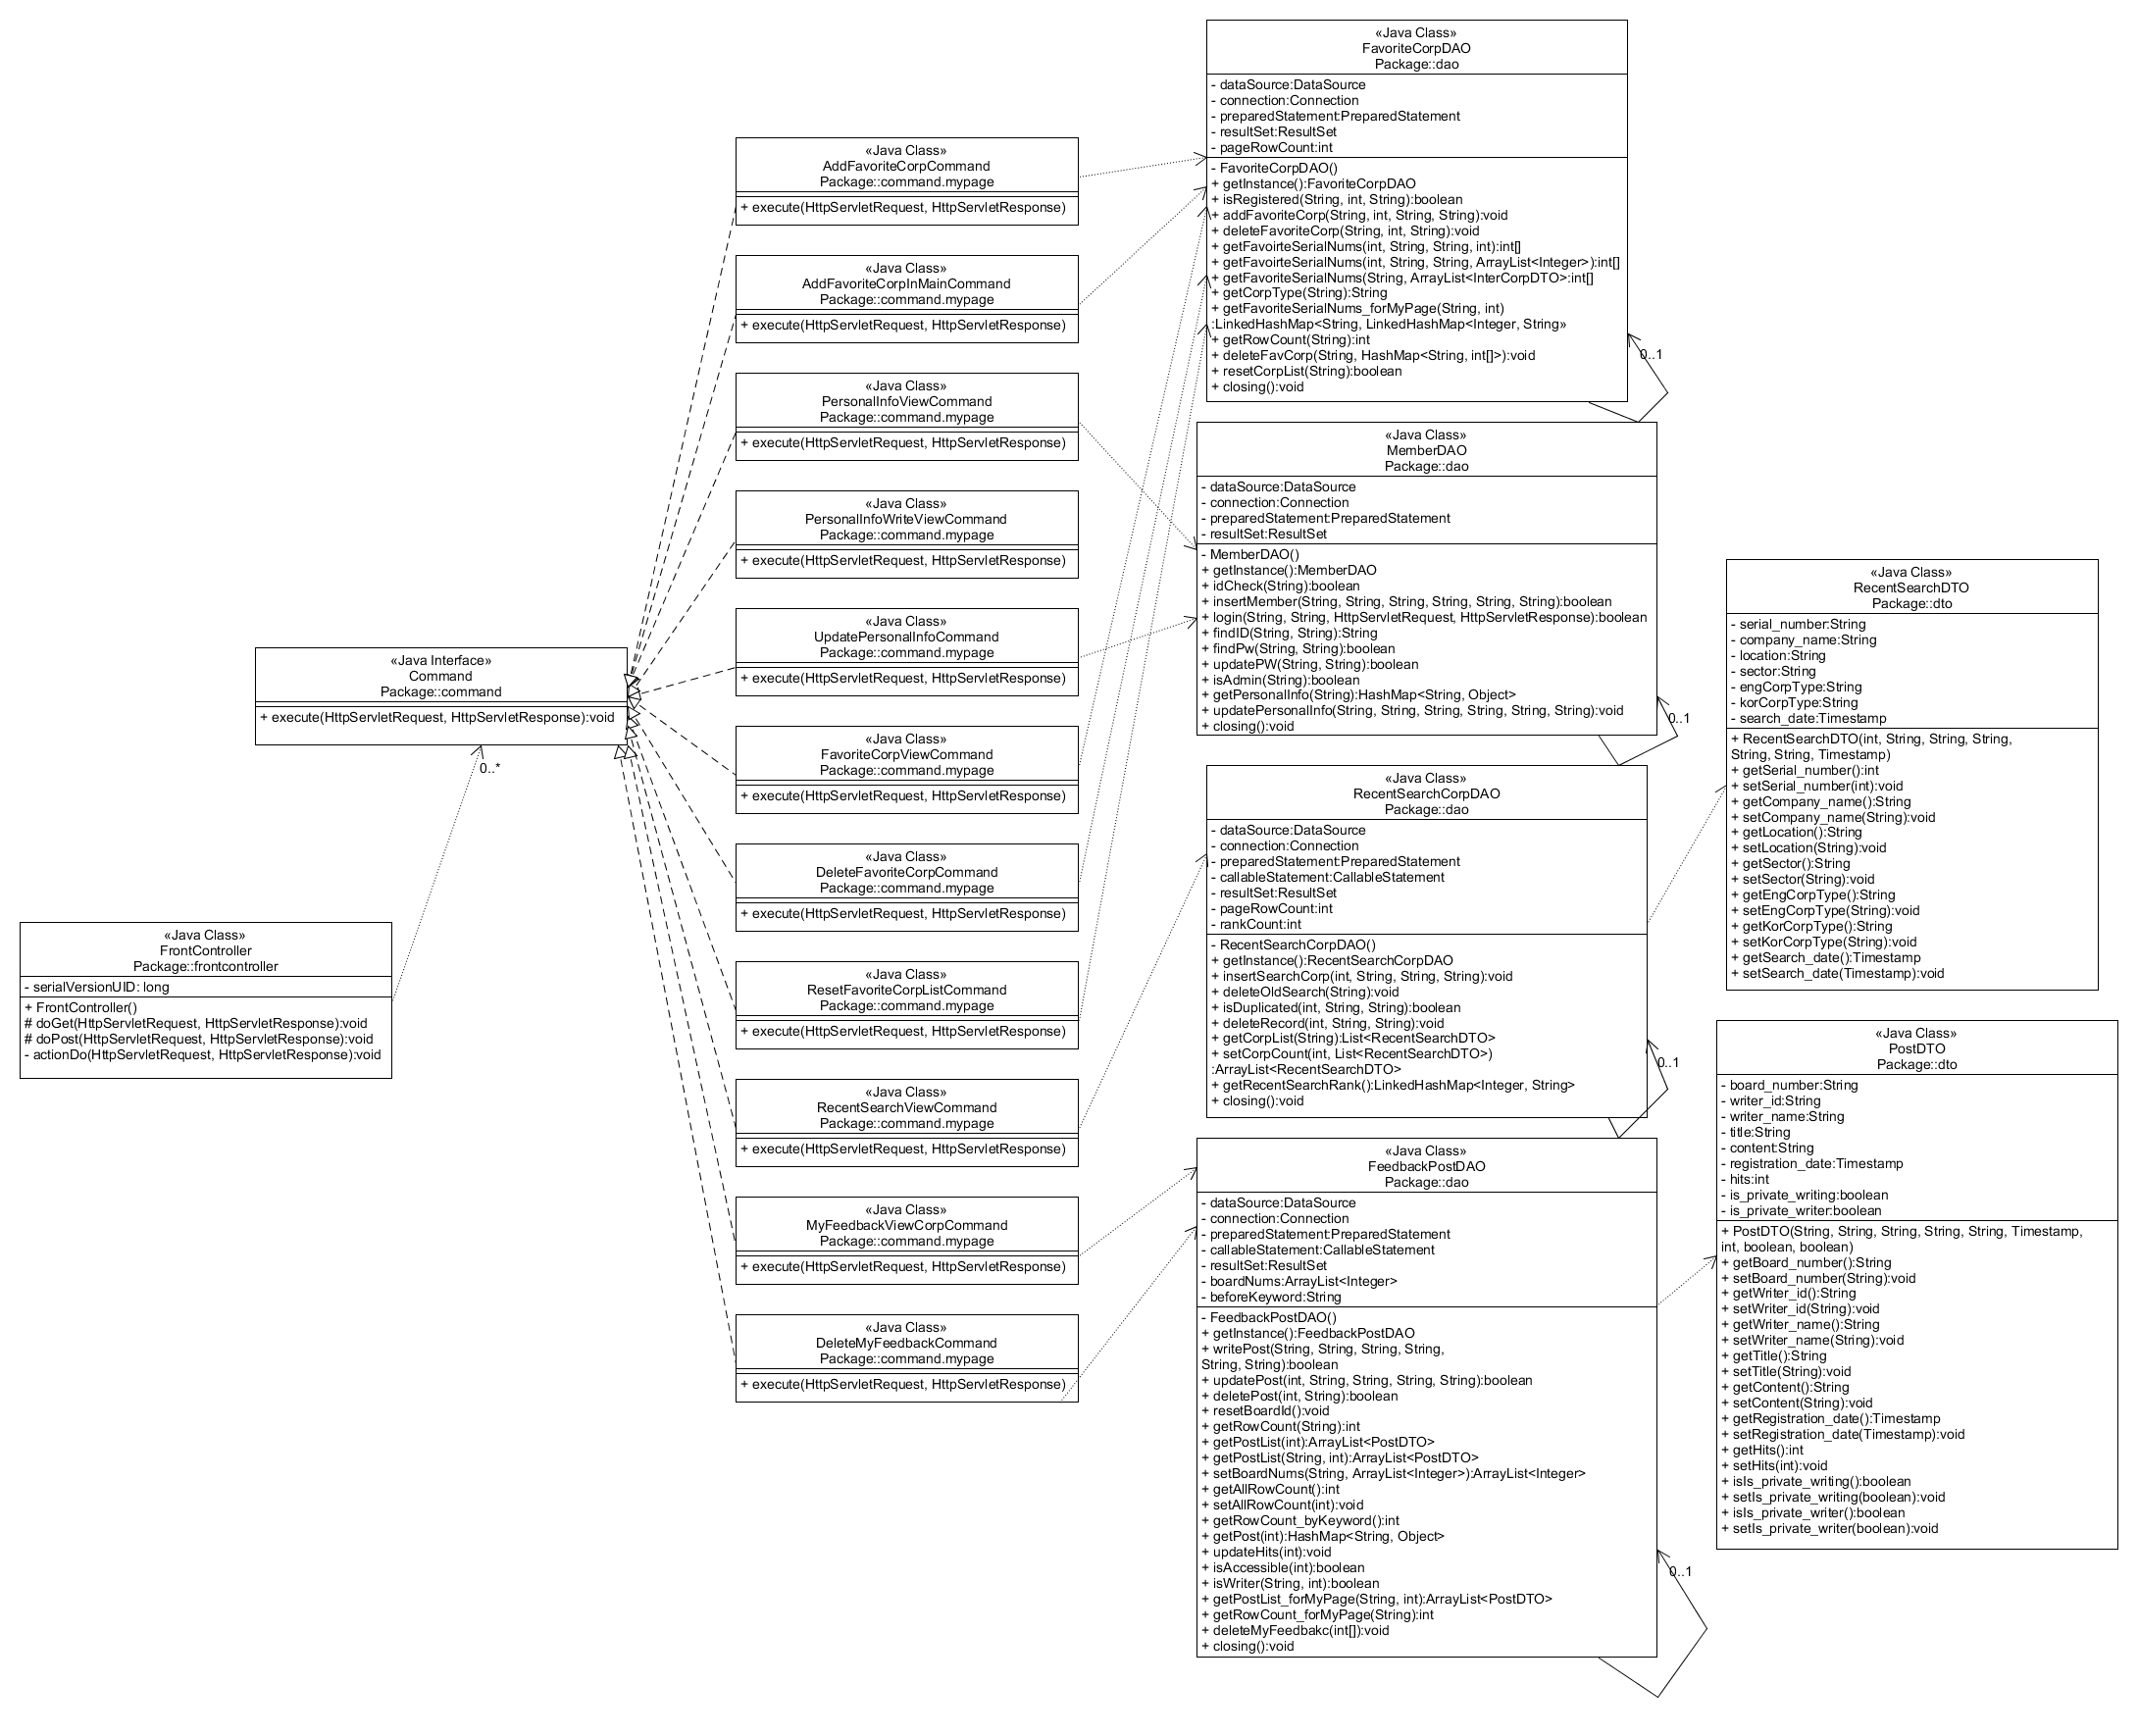 «Java Class»
FavoriteCorpDAO
Package::dao
- dataSource:DataSource
- connection:Connection
- preparedStatement:PreparedStatement
- resultSet:ResultSet
- pageRowCount:int
- FavoriteCorpDAO()
+ getInstance():FavoriteCorpDAO
+ isRegistered(String, int, String):boolean
+ addFavoriteCorp(String, int, String, String):void
+ deleteFavoriteCorp(String, int, String):void
+ getFavoirteSerialNums(int, String, String, int):int[]
+ getFavoirteSerialNums(int, String, String, ArrayList<Integer>):int[]
+ getFavoriteSerialNums(String, ArrayList<InterCorpDTO>:int[]
+ getCorpType(String):String
+ getFavoriteSerialNums_forMyPage(String, int)
:LinkedHashMap<String, LinkedHashMap<Integer, String»
+ getRowCount(String):int
+ deleteFavCorp(String, HashMap<String, int[]>):void
+ resetCorpList(String):boolean
+ closing():void
0..1
«Java Class»
AddFavoriteCorpCommand
Package::command.mypage
+ execute(HttpServletRequest, HttpServletResponse)
«Java Class»
AddFavoriteCorpInMainCommand
Package::command.mypage
+ execute(HttpServletRequest, HttpServletResponse)
«Java Class»
PersonalInfoViewCommand
Package::command.mypage
+ execute(HttpServletRequest, HttpServletResponse)
«Java Class»
PersonalInfoWriteViewCommand
Package::command.mypage
+ execute(HttpServletRequest, HttpServletResponse)
«Java Class»
UpdatePersonalInfoCommand
Package::command.mypage
+ execute(HttpServletRequest, HttpServletResponse)
«Java Class»
FavoriteCorpViewCommand
Package::command.mypage
+ execute(HttpServletRequest, HttpServletResponse)
«Java Class»
DeleteFavoriteCorpCommand
Package::command.mypage
+ execute(HttpServletRequest, HttpServletResponse)
«Java Class»
ResetFavoriteCorpListCommand
Package::command.mypage
+ execute(HttpServletRequest, HttpServletResponse)
«Java Class»
RecentSearchViewCommand
Package::command.mypage
+ execute(HttpServletRequest, HttpServletResponse)
«Java Class»
MyFeedbackViewCorpCommand
Package::command.mypage
+ execute(HttpServletRequest, HttpServletResponse)
«Java Class»
DeleteMyFeedbackCommand
Package::command.mypage
+ execute(HttpServletRequest, HttpServletResponse)
«Java Interface»
Command
Package::command
+ execute(HttpServletRequest, HttpServletResponse):void
0..*
«Java Class»
FrontController
Package::frontcontroller
- serialVersionUID: long
+ FrontController()
# doGet(HttpServletRequest, HttpServletResponse):void
# doPost(HttpServletRequest, HttpServletResponse):void
- actionDo(HttpServletRequest, HttpServletResponse):void
«Java Class»
MemberDAO
Package::dao
- dataSource:DataSource
- connection:Connection
- preparedStatement:PreparedStatement
- resultSet:ResultSet
- MemberDAO()
+ getInstance():MemberDAO
+ idCheck(String):boolean
+ insertMember(String, String, String, String, String, String):boolean
+ login(String, String, HttpServletRequest, HttpServletResponse):boolean
+ findID(String, String):String
+ findPw(String, String):boolean
+ updatePW(String, String):boolean
+ isAdmin(String):boolean
+ getPersonalInfo(String):HashMap<String, Object>
+ updatePersonalInfo(String, String, String, String, String, String):void
+ closing():void
0..1
«Java Class»
RecentSearchCorpDAO
Package::dao
- dataSource:DataSource
- connection:Connection
- preparedStatement:PreparedStatement
- callableStatement:CallableStatement
- resultSet:ResultSet
- pageRowCount:int
- rankCount:int
- RecentSearchCorpDAO()
+ getInstance():RecentSearchCorpDAO
+ insertSearchCorp(int, String, String, String):void
+ deleteOldSearch(String):void
+ isDuplicated(int, String, String):boolean
+ deleteRecord(int, String, String):void
+ getCorpList(String):List<RecentSearchDTO>
+ setCorpCount(int, List<RecentSearchDTO>)
:ArrayList<RecentSearchDTO>
+ getRecentSearchRank():LinkedHashMap<Integer, String>
+ closing():void
0..1
«Java Class»
FeedbackPostDAO
Package::dao
- dataSource:DataSource
- connection:Connection
- preparedStatement:PreparedStatement
- callableStatement:CallableStatement
- resultSet:ResultSet
- boardNums:ArrayList<Integer>
- beforeKeyword:String
- FeedbackPostDAO()
+ getInstance():FeedbackPostDAO
+ writePost(String, String, String, String,
String, String):boolean
+ updatePost(int, String, String, String, String):boolean
+ deletePost(int, String):boolean
+ resetBoardId():void
+ getRowCount(String):int
+ getPostList(int):ArrayList<PostDTO>
+ getPostList(String, int):ArrayList<PostDTO>
+ setBoardNums(String, ArrayList<Integer>):ArrayList<Integer>
+ getAllRowCount():int
+ setAllRowCount(int):void
+ getRowCount_byKeyword():int
+ getPost(int):HashMap<String, Object>
+ updateHits(int):void
+ isAccessible(int):boolean
+ isWriter(String, int):boolean
+ getPostList_forMyPage(String, int):ArrayList<PostDTO>
+ getRowCount_forMyPage(String):int
+ deleteMyFeedbakc(int[]):void
+ closing():void
0..1
«Java Class»
RecentSearchDTO
Package::dto
- serial_number:String
- company_name:String
- location:String
- sector:String
- engCorpType:String
- korCorpType:String
- search_date:Timestamp
+ RecentSearchDTO(int, String, String, String,
String, String, Timestamp)
+ getSerial_number():int
+ setSerial_number(int):void
+ getCompany_name():String
+ setCompany_name(String):void
+ getLocation():String
+ setLocation(String):void
+ getSector():String
+ setSector(String):void
+ getEngCorpType():String
+ setEngCorpType(String):void
+ getKorCorpType():String
+ setKorCorpType(String):void
+ getSearch_date():Timestamp
+ setSearch_date(Timestamp):void
«Java Class»
PostDTO
Package::dto
- board_number:String
- writer_id:String
- writer_name:String
- title:String
- content:String
- registration_date:Timestamp
- hits:int
- is_private_writing:boolean
- is_private_writer:boolean
+ PostDTO(String, String, String, String, String, Timestamp,
int, boolean, boolean)
+ getBoard_number():String
+ setBoard_number(String):void
+ getWriter_id():String
+ setWriter_id(String):void
+ getWriter_name():String
+ setWriter_name(String):void
+ getTitle():String
+ setTitle(String):void
+ getContent():String
+ setContent(String):void
+ getRegistration_date():Timestamp
+ setRegistration_date(Timestamp):void
+ getHits():int
+ setHits(int):void
+ isIs_private_writing():boolean
+ setIs_private_writing(boolean):void
+ isIs_private_writer():boolean
+ setIs_private_writer(boolean):void